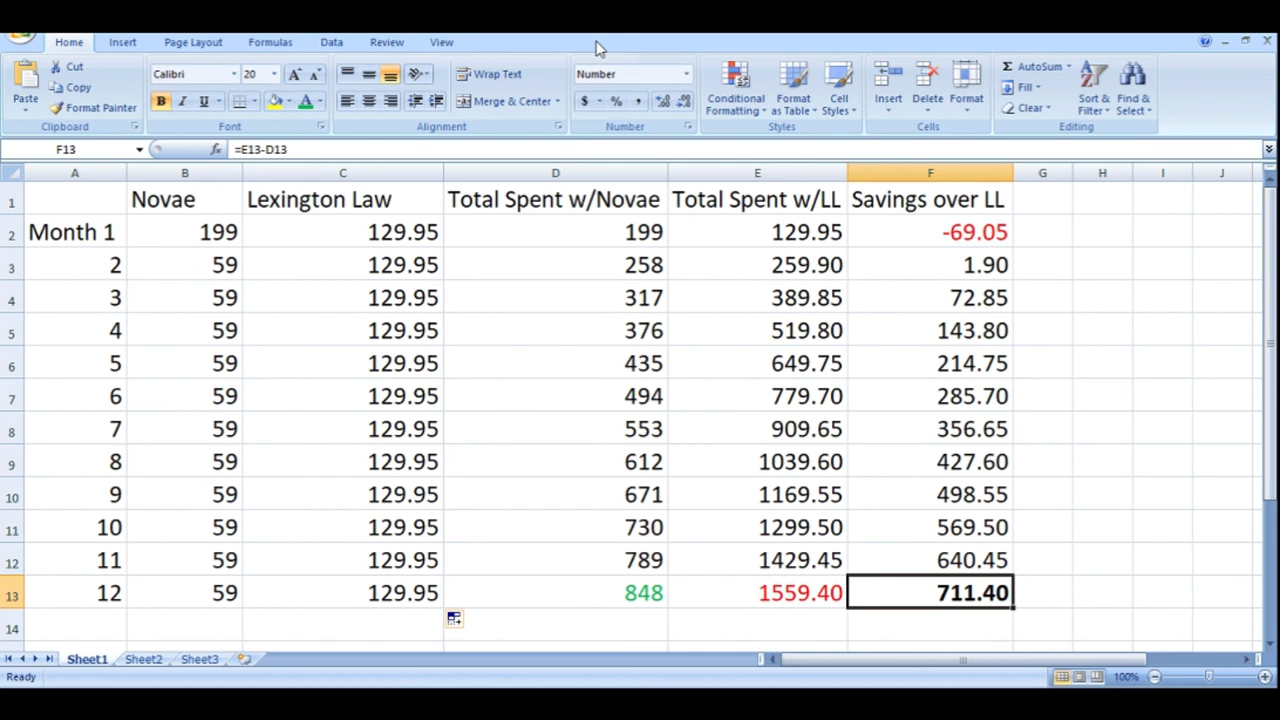 Home Insert Page Layout Formulas Data Review View
Cut Calibri 20 A A Wrap Text Number AutoSum
Copy Fill
Paste Format Painter B I U A Merge & Center $ % , Conditional Formatting Format as Table Cell Styles Insert Delete Format Clear Sort & Filter Find & Select
Clipboard Font Alignment Number Styles Cells Editing
F13 fx =E13-D13
A B C D E F G H I J
1 Novae Lexington Law Total Spent w/Novae Total Spent w/LL Savings over LL
2 Month 1 199 129.95 199 129.95 -69.05
3 2 59 129.95 258 259.90 1.90
4 3 59 129.95 317 389.85 72.85
5 4 59 129.95 376 519.80 143.80
6 5 59 129.95 435 649.75 214.75
7 6 59 129.95 494 779.70 285.70
8 7 59 129.95 553 909.65 356.65
9 8 59 129.95 612 1039.60 427.60
10 9 59 129.95 671 1169.55 498.55
11 10 59 129.95 730 1299.50 569.50
12 11 59 129.95 789 1429.45 640.45
13 12 59 129.95 848 1559.40 711.40
14
Sheet1 Sheet2 Sheet3
Ready 100%